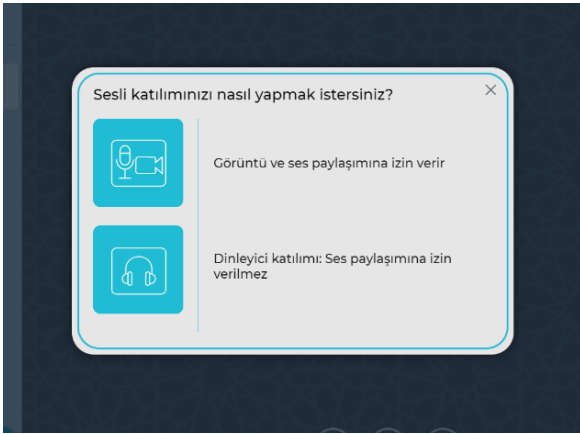 Sesli katılımınızı nasıl yapmak istersiniz?
Görüntü ve ses paylaşımına izin verir
Dinleyici katılımı: Ses paylaşımına izin
verilmez